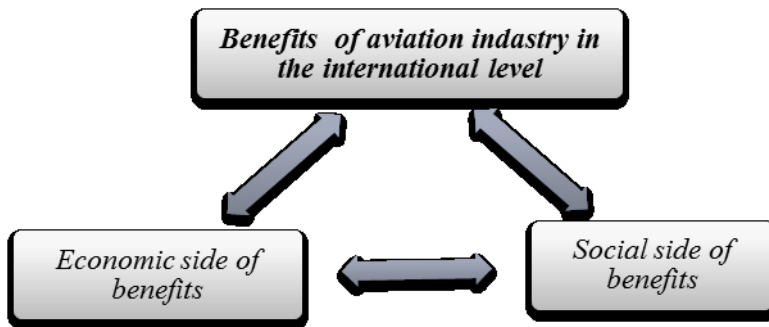 Benefits of aviation indastry in
the international level
Economic side of
benefits
Social side of
benefits